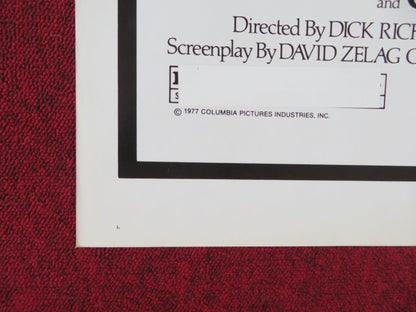 and
Directed By DICK RICH
Screenplay By DAVID ZELAG G
© 1977 COLUMBIA PICTURES INDUSTRIES, INC.
L